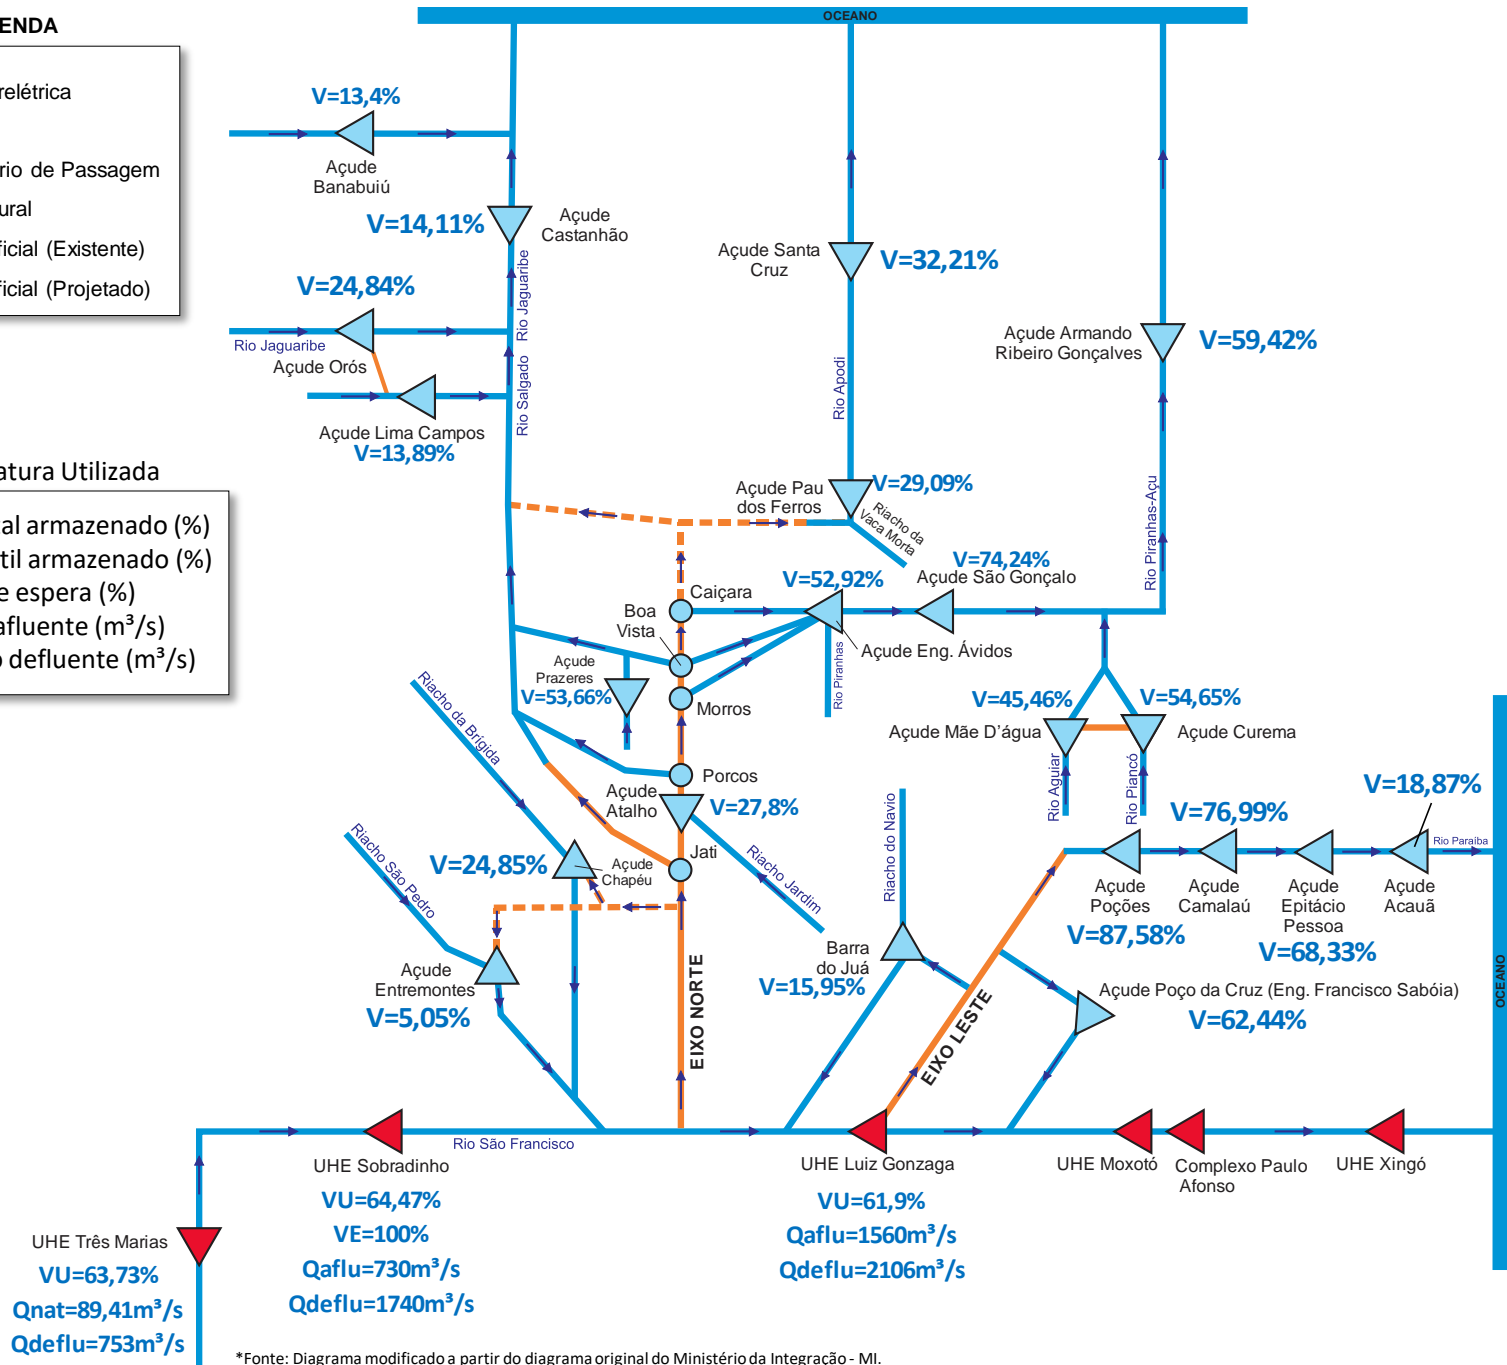 OCEANO
ENDA
relétrica
rio de Passagem
ural
ficial (Existente)
ficial (Projetado)
V=13,4%
Açude
Banabuiú
V=14,11%
Açude
Castanhão
V=24,84%
Rio Jaguaribe
Açude Orós
Rio Jaguaribe
Rio Salgado
Açude Lima Campos
V=13,89%
Açude Santa
Cruz
V=32,21%
Rio Apodi
Açude Armando
Ribeiro Gonçalves
V=59,42%
Rio Piranhas-Açu
atura Utilizada
tal armazenado (%)
útil armazenado (%)
e espera (%)
afluente (m³/s)
o defluente (m³/s)
Açude Pau
dos Ferros
V=29,09%
Riacho da
Vaca Morta
V=74,24%
Açude São Gonçalo
V=52,92%
Caiçara
Boa
Vista
Açude Eng. Ávidos
Rio Piranhas
Açude
Prazeres
V=53,66%
Morros
Riacho da Brígida
Porcos
Açude
Atalho
V=27,8%
V=45,46%
Açude Mãe D'água
V=54,65%
Açude Curema
Rio Aguiar
Rio Piancó
V=18,87%
V=76,99%
Rio Paraíba
Riacho São Pedro
V=24,85%
Açude
Chapéu
Jati
Riacho Jardim
Riacho do Navio
Açude
Poções
V=87,58%
Açude
Camalaú
Açude
Epitácio
Pessoa
V=68,33%
Açude
Acauã
Açude
Entremontes
V=5,05%
EIXO NORTE
Barra
do Juá
V=15,95%
EIXO LESTE
Açude Poço da Cruz (Eng. Francisco Sabóia)
V=62,44%
OCEANO
Rio São Francisco
UHE Sobradinho
VU=64,47%
VE=100%
Qaflu=730m³/s
Qdeflu=1740m³/s
UHE Luiz Gonzaga
VU=61,9%
Qaflu=1560m³/s
Qdeflu=2106m³/s
UHE Moxotó
Complexo Paulo
Afonso
UHE Xingó
UHE Três Marias
VU=63,73%
Qnat=89,41m³/s
Qdeflu=753m³/s
*Fonte: Diagrama modificado a partir do diagrama original do Ministério da Integração - MI.